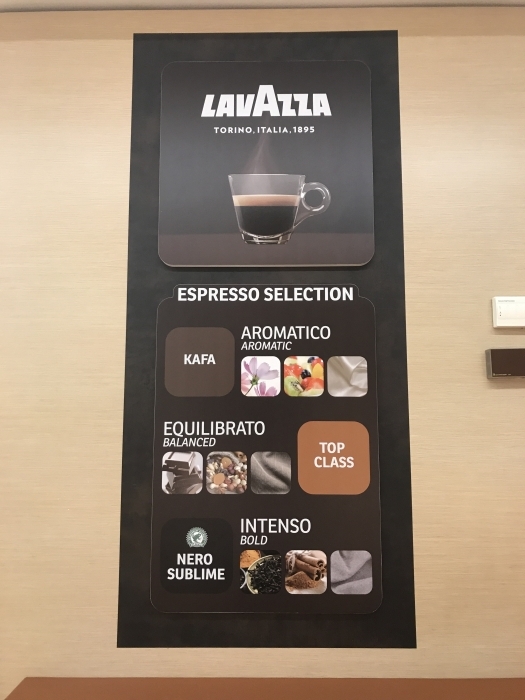 LAVAZZA
TORINO, ITALIA, 1895
ESPRESSO SELECTION
KAFA
AROMATICO
AROMATIC
EQUILIBRATO
BALANCED
TOP
CLASS
INTENSO
BOLD
NERO
SUBLIME